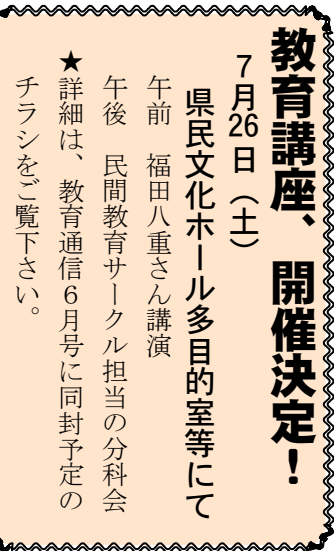 教育講座、開催決定！
７月26日（土）
県民文化ホール多目的室等にて
午前　福田八重さん講演
午後　民間教育サークル担当の分科会
★詳細は、教育通信６月号に同封予定の
チラシをご覧下さい。